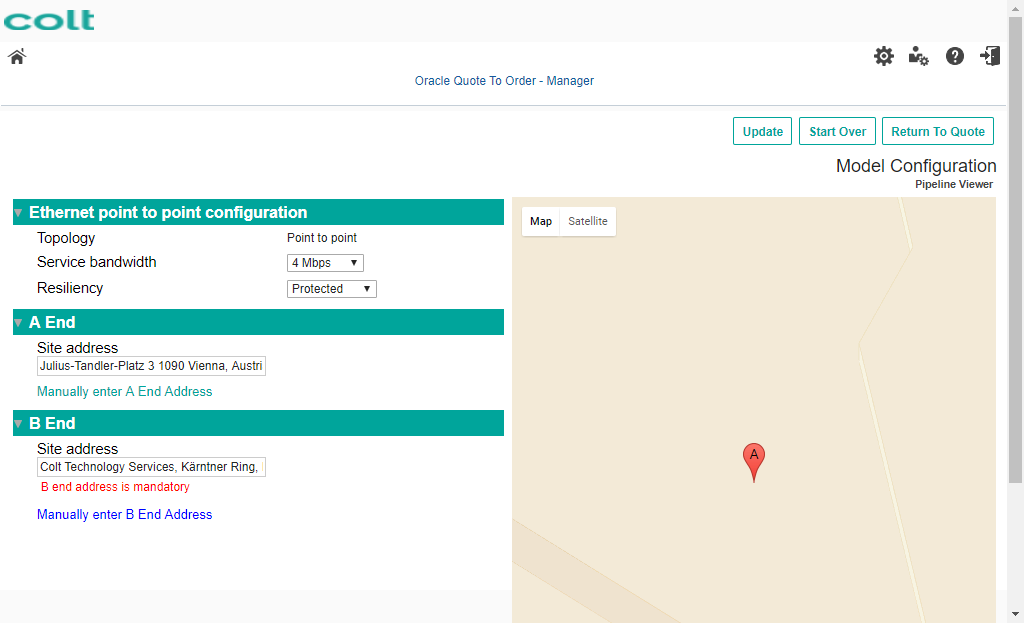 colt
Oracle Quote To Order - Manager
Update
Start Over
Return To Quote
Model Configuration
Pipeline Viewer
Ethernet point to point configuration
Topology
Point to point
Service bandwidth
4 Mbps
Resiliency
Protected
A End
Site address
Julius-Tandler-Platz 3 1090 Vienna, Austri
Manually enter A End Address
B End
Site address
Colt Technology Services, Kärntner Ring,
B end address is mandatory
Manually enter B End Address
Map
Satellite
A